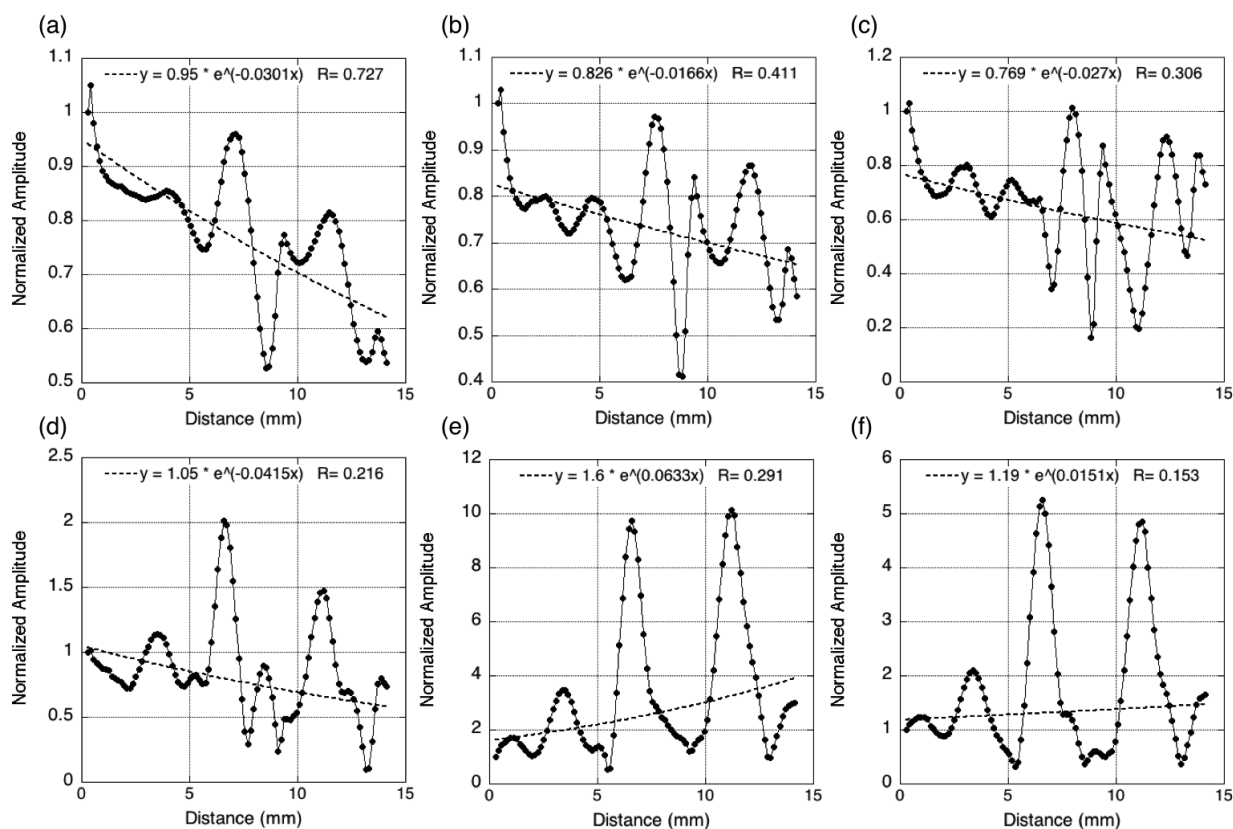 (a)
1.1
y = 0.95 * e^(-0.0301x) R= 0.727
1
0.9
0.8
0.7
0.6
0.5
0 5 10 15
Distance (mm)
Normalized Amplitude
(b)
1.1
y = 0.826 * e^(-0.0166x) R= 0.411
1
0.9
0.8
0.7
0.6
0.5
0.4
0 5 10 15
Distance (mm)
Normalized Amplitude
(c)
1.2
y = 0.769 * e^(-0.027x) R= 0.306
1
0.8
0.6
0.4
0.2
0
0 5 10 15
Distance (mm)
Normalized Amplitude
(d)
2.5
y = 1.05 * e^(-0.0415x) R= 0.216
2
1.5
1
0.5
0
0 5 10 15
Distance (mm)
Normalized Amplitude
(e)
12
y = 1.6 * e^(0.0633x) R= 0.291
10
8
6
4
2
0
0 5 10 15
Distance (mm)
Normalized Amplitude
(f)
6
y = 1.19 * e^(0.0151x) R= 0.153
5
4
3
2
1
0
0 5 10 15
Distance (mm)
Normalized Amplitude